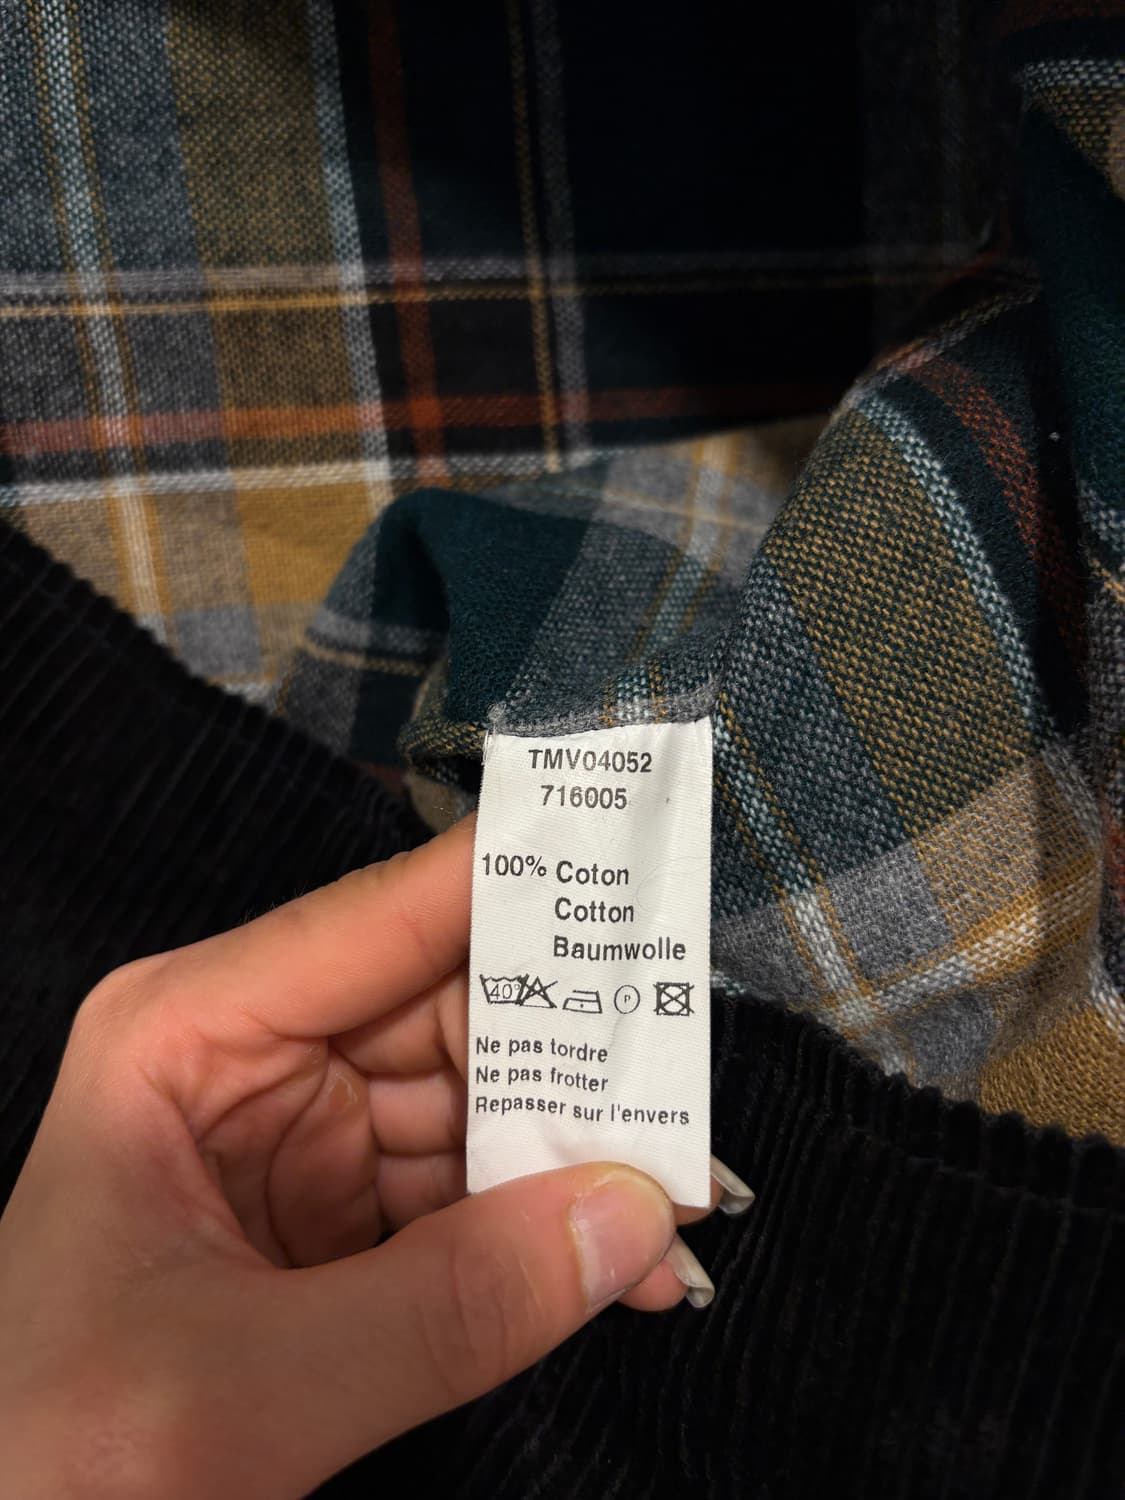 TMV04052
716005
100% Coton
Cotton
Baumwolle
40° P
Ne pas tordre
Ne pas frotter
Repasser sur l'envers